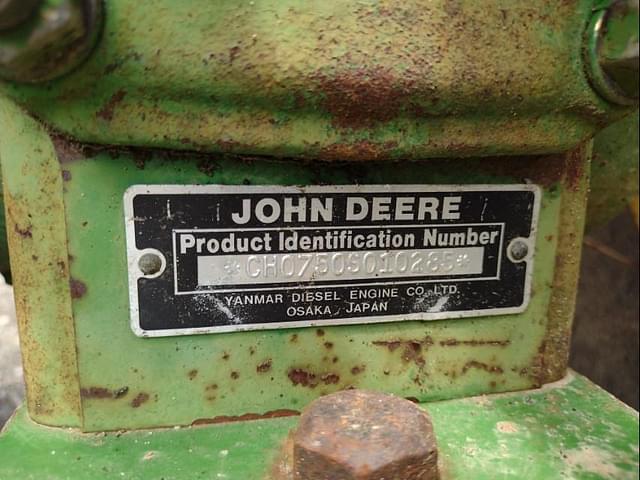 JOHN DEERE
Product Identification Number
*CH0750S010285*
YANMAR DIESEL ENGINE CO., LTD.
OSAKA, JAPAN